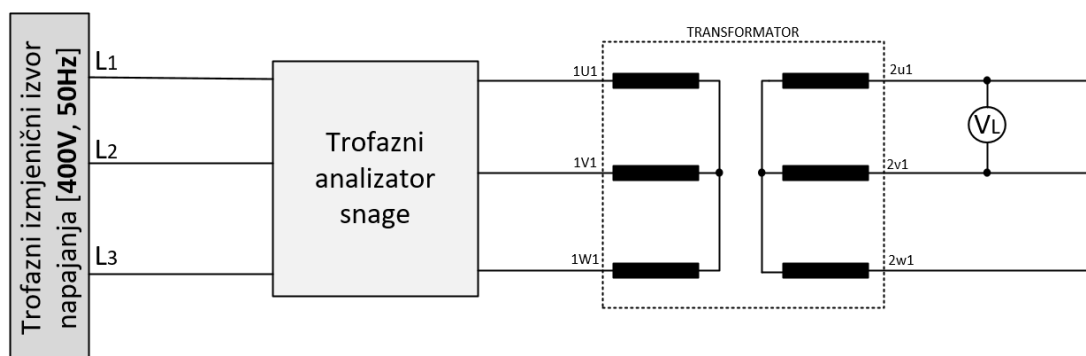 Trofazni izmjenični izvor
napajanja [400V, 50Hz]
L1
L2
L3
Trofazni
analizator
snage
TRANSFORMATOR
1U1
1V1
1W1
2u1
2v1
2w1
VL